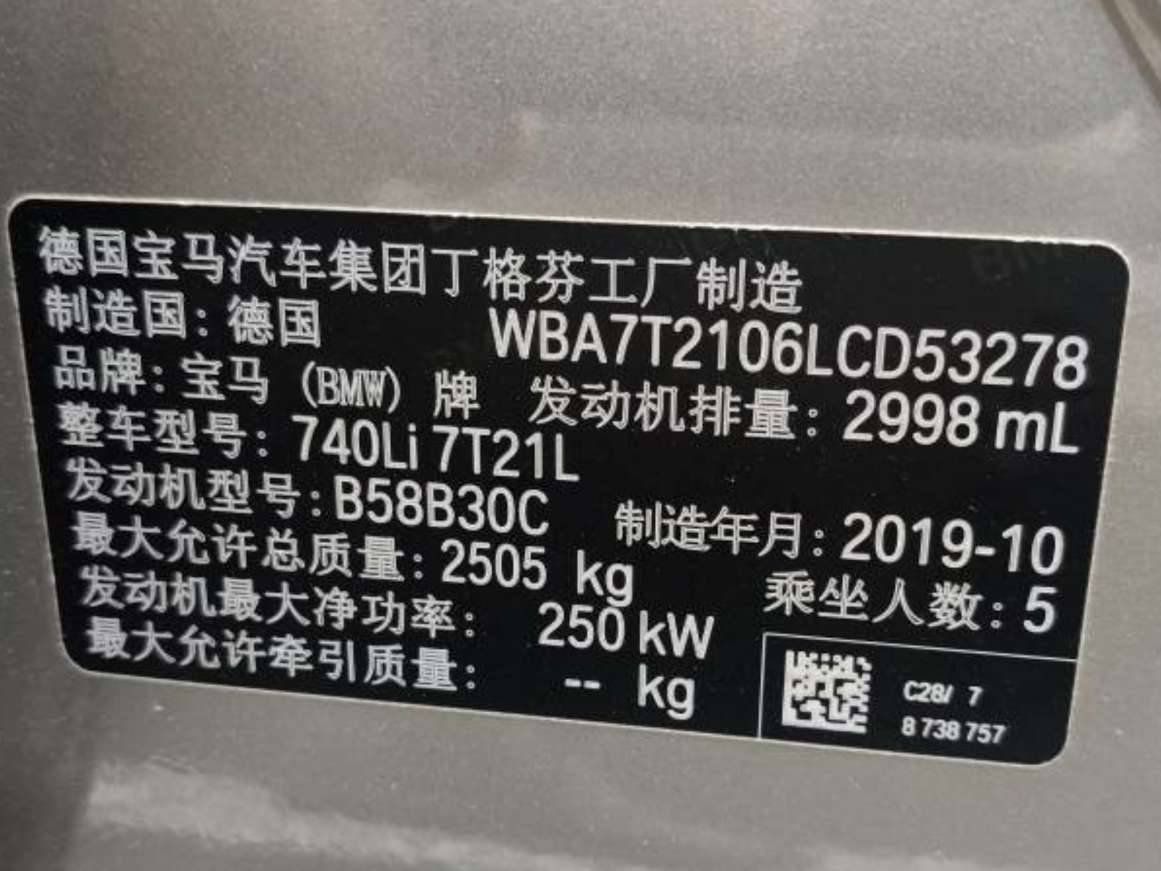 德国宝马汽车集团丁格芬工厂制造
制造国：德国 WBA7T2106LCD53278
品牌：宝马 (BMW) 牌 发动机排量：2998 mL
整车型号：740Li 7T21L
发动机型号：B58B30C 制造年月：2019-10
最大允许总质量：2505 kg 乘坐人数：5
发动机最大净功率： 250 kW
最大允许牵引质量： -- kg
C28/ 7
8 738 757